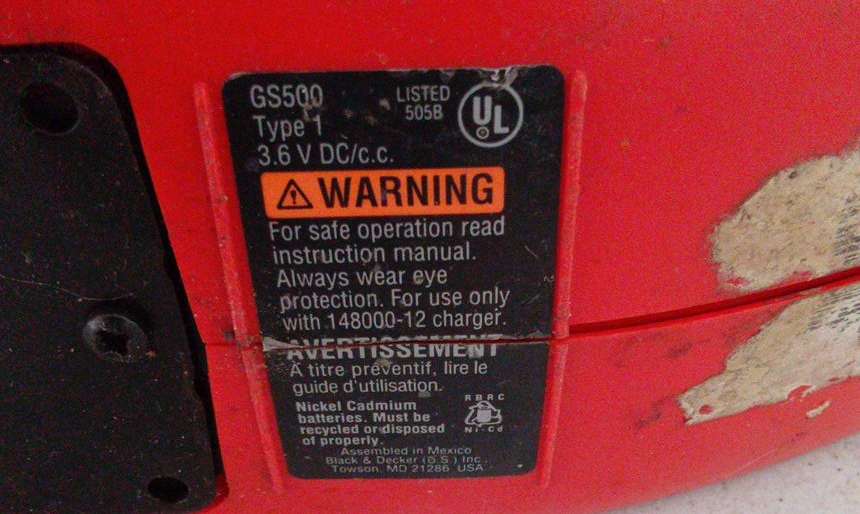 GS500
LISTED
505B
UL
Type 1
3.6 V DC/c.c.
WARNING
For safe operation read
instruction manual.
Always wear eye
protection. For use only
with 148000-12 charger.
AVERTISSEMENT
A titre préventif, lire le
guide d'utilisation.
Nickel Cadmium
batteries. Must be
recycled or disposed
of properly.
RBRC
Ni-Cd
Assembled in Mexico
Black & Decker (U.S.) Inc.,
Towson, MD 21286 USA